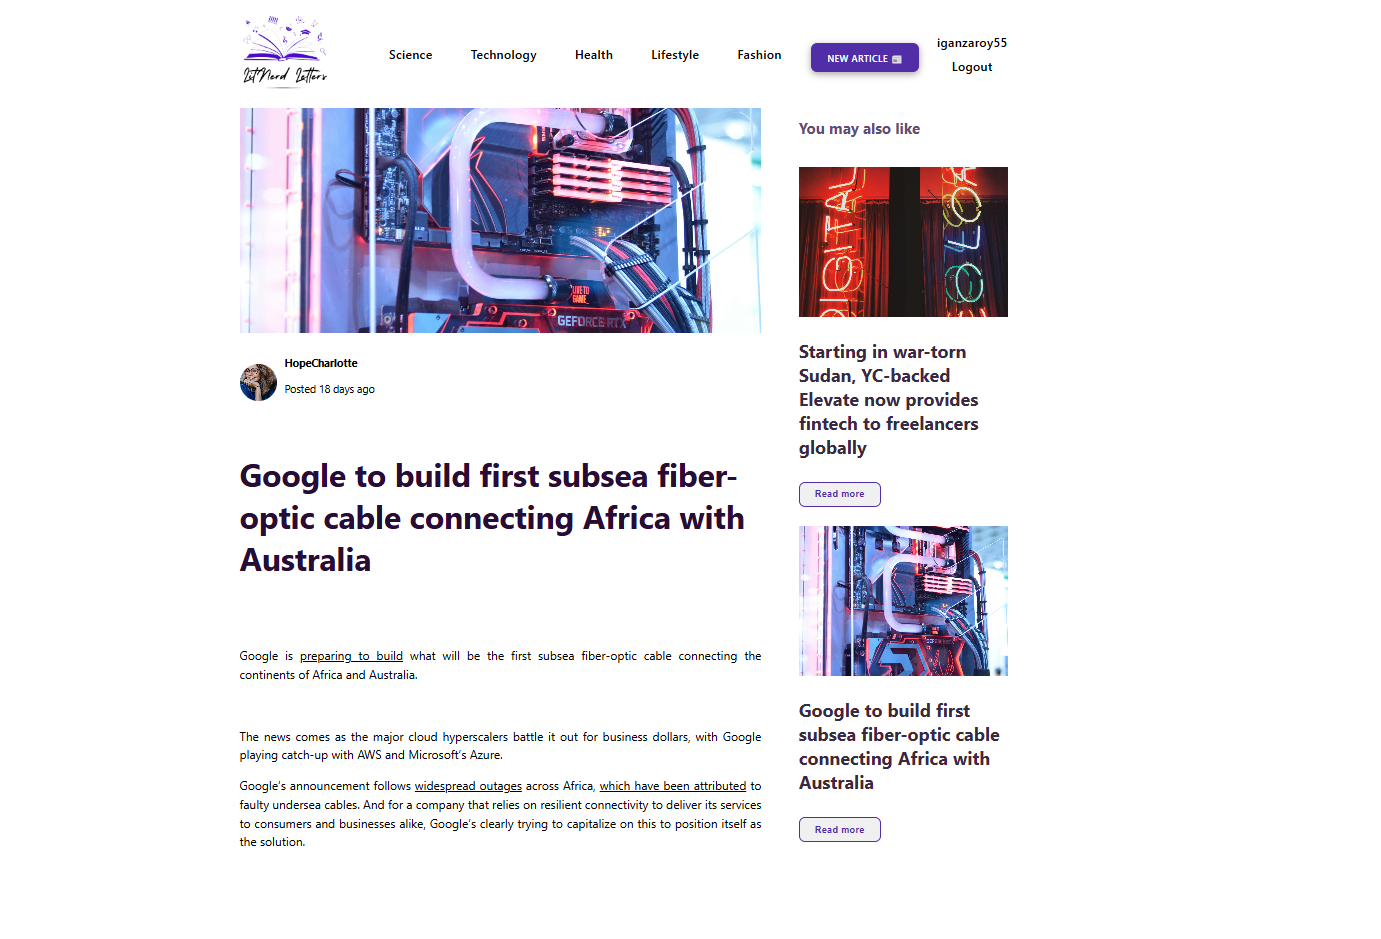 LitNerd Letters
Science Technology Health Lifestyle Fashion NEW ARTICLE iganzaroy55
Logout
LIVE TO
GAME_
GEFORCE RTX
HopeCharlotte
Posted 18 days ago
Google to build first subsea fiber-
optic cable connecting Africa with
Australia
Google is preparing to build what will be the first subsea fiber-optic cable connecting the
continents of Africa and Australia.
The news comes as the major cloud hyperscalers battle it out for business dollars, with Google
playing catch-up with AWS and Microsoft's Azure.
Google's announcement follows widespread outages across Africa, which have been attributed to
faulty undersea cables. And for a company that relies on resilient connectivity to deliver its services
to consumers and businesses alike, Google's clearly trying to capitalize on this to position itself as
the solution.
You may also like
DIGITAL
Starting in war-torn
Sudan, YC-backed
Elevate now provides
fintech to freelancers
globally
Read more
Google to build first
subsea fiber-optic cable
connecting Africa with
Australia
Read more